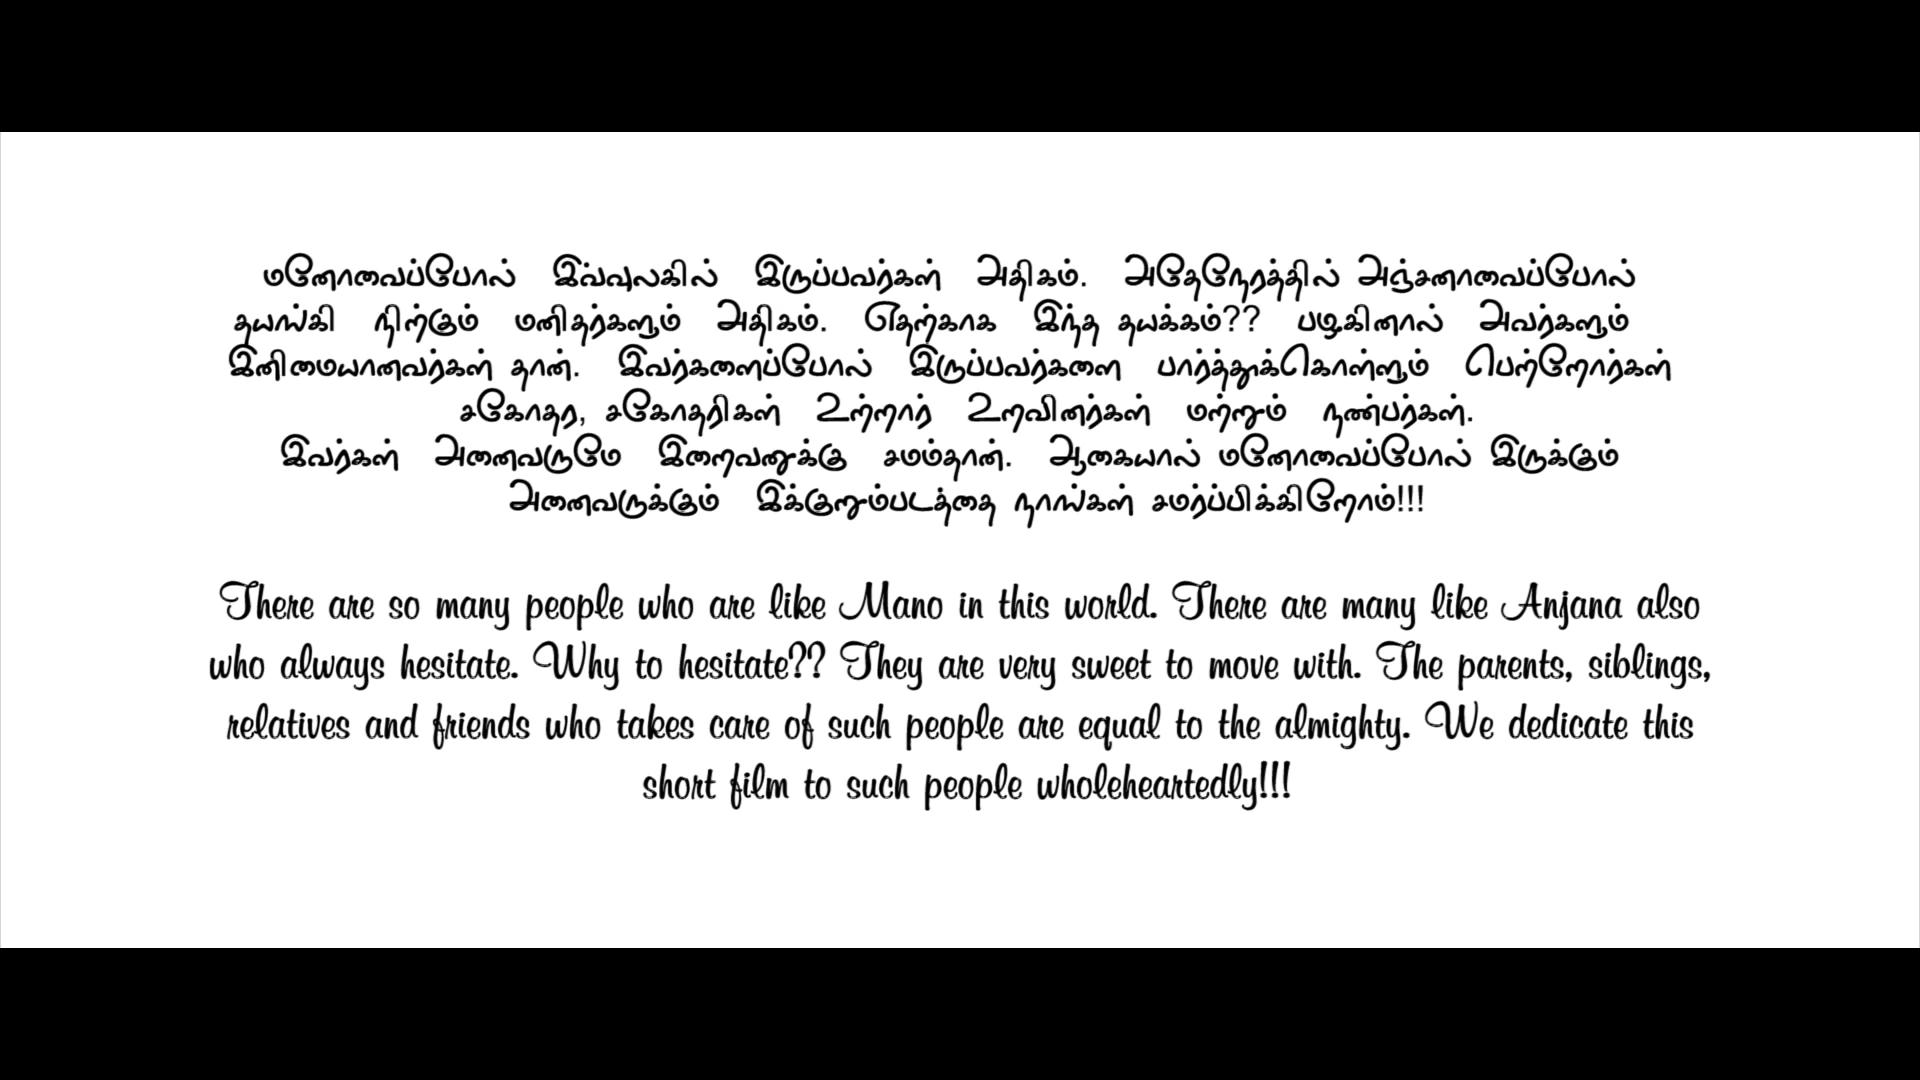 மனோவைப்போல் இவ்வுலகில் இருப்பவர்கள் அதிகம். அதேநேரத்தில் அஞ்சனாவைப்போல்
தயங்கி நிற்கும் மனிதர்களும் அதிகம். எதற்காக இந்த தயக்கம்?? பழகினால் அவர்களும்
இனிமையானவர்கள் தான். இவர்களைப்போல் இருப்பவர்களை பார்த்துக்கொள்ளும் பெற்றோர்கள்
சகோதர, சகோதரிகள் உற்றார் உறவினர்கள் மற்றும் நண்பர்கள்.
இவர்கள் அனைவருமே இறைவனுக்கு சமம்தான். ஆகையால் மனோவைப்போல் இருக்கும்
அனைவருக்கும் இக்குறும்படத்தை நாங்கள் சமர்ப்பிக்கிறோம்!!!
There are so many people who are like Mano in this world. There are many like Anjana also
who always hesitate. Why to hesitate?? They are very sweet to move with. The parents, siblings,
relatives and friends who takes care of such people are equal to the almighty. We dedicate this
short film to such people wholeheartedly!!!